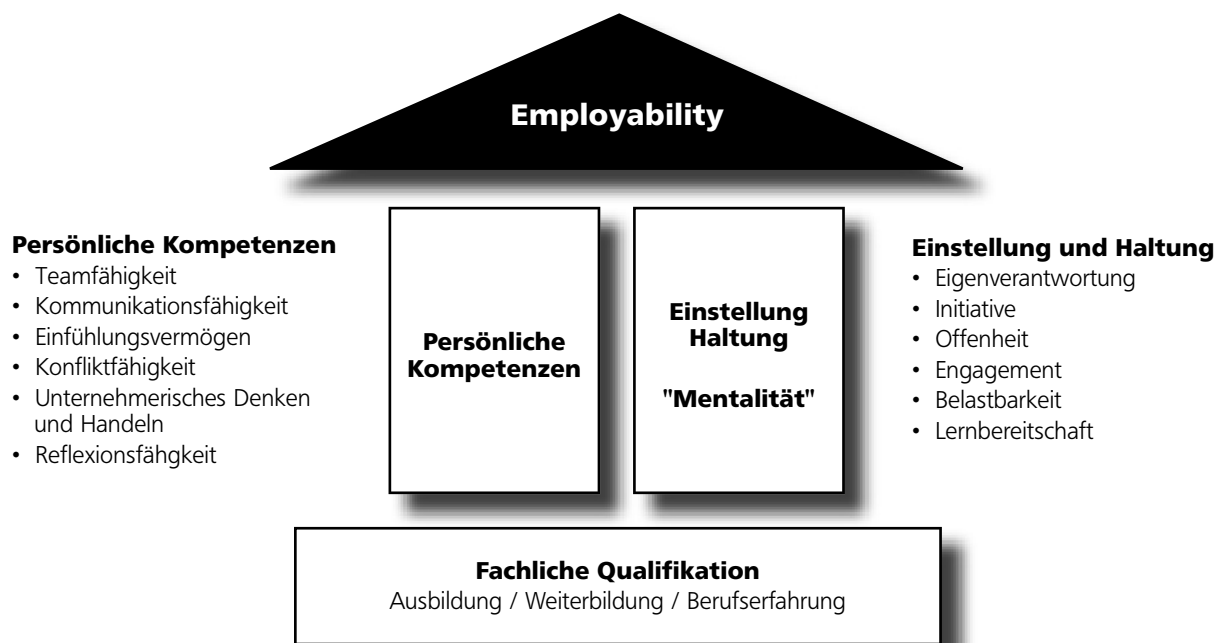 Employability
Persönliche Kompetenzen
• Teamfähigkeit
• Kommunikationsfähigkeit
• Einfühlungsvermögen
• Konfliktfähigkeit
• Unternehmerisches Denken
und Handeln
• Reflexionsfähgkeit
Persönliche
Kompetenzen
Einstellung
Haltung
"Mentalität"
Einstellung und Haltung
• Eigenverantwortung
• Initiative
• Offenheit
• Engagement
• Belastbarkeit
• Lernbereitschaft
Fachliche Qualifikation
Ausbildung / Weiterbildung / Berufserfahrung